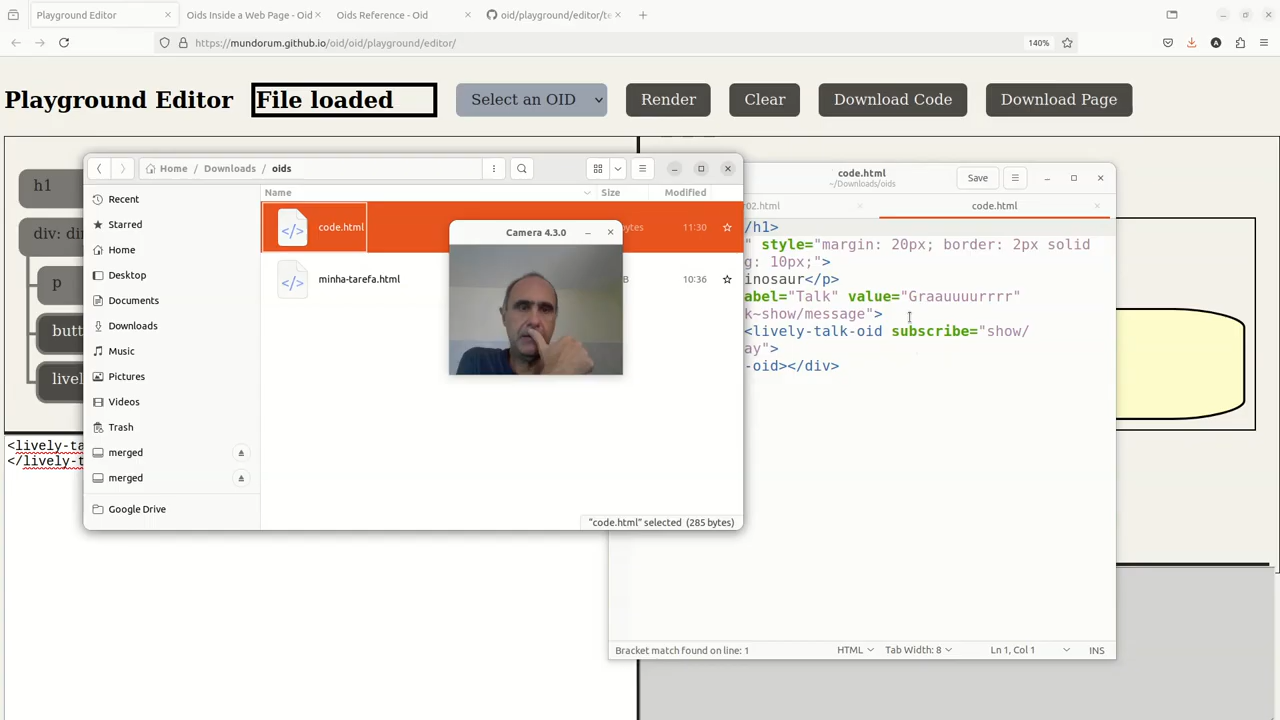 Playground Editor
Oids Inside a Web Page - Oid
Oids Reference - Oid
oid/playground/editor/te
https://mundorum.github.io/oid/oid/playground/editor/
140%
Playground Editor
File loaded
Select an OID
Render
Clear
Download Code
Download Page
h1
div: di
p
butt
livel
<lively-ta
</lively-t
Home
Downloads
oids
Name
Size
Modified
Recent
Starred
Home
Desktop
Documents
Downloads
Music
Pictures
Videos
Trash
merged
merged
Google Drive
code.html
bytes
11:30
minha-tarefa.html
B
10:36
"code.html" selected (285 bytes)
Camera 4.3.0
code.html
~/Downloads/oids
Save
02.html
code.html
/h1>
" style="margin: 20px; border: 2px solid
g: 10px;">
inosaur</p>
abel="Talk" value="Graauuuurrrr"
k~show/message">
<lively-talk-oid subscribe="show/
ay">
-oid></div>
Bracket match found on line: 1
HTML
Tab Width: 8
Ln 1, Col 1
INS